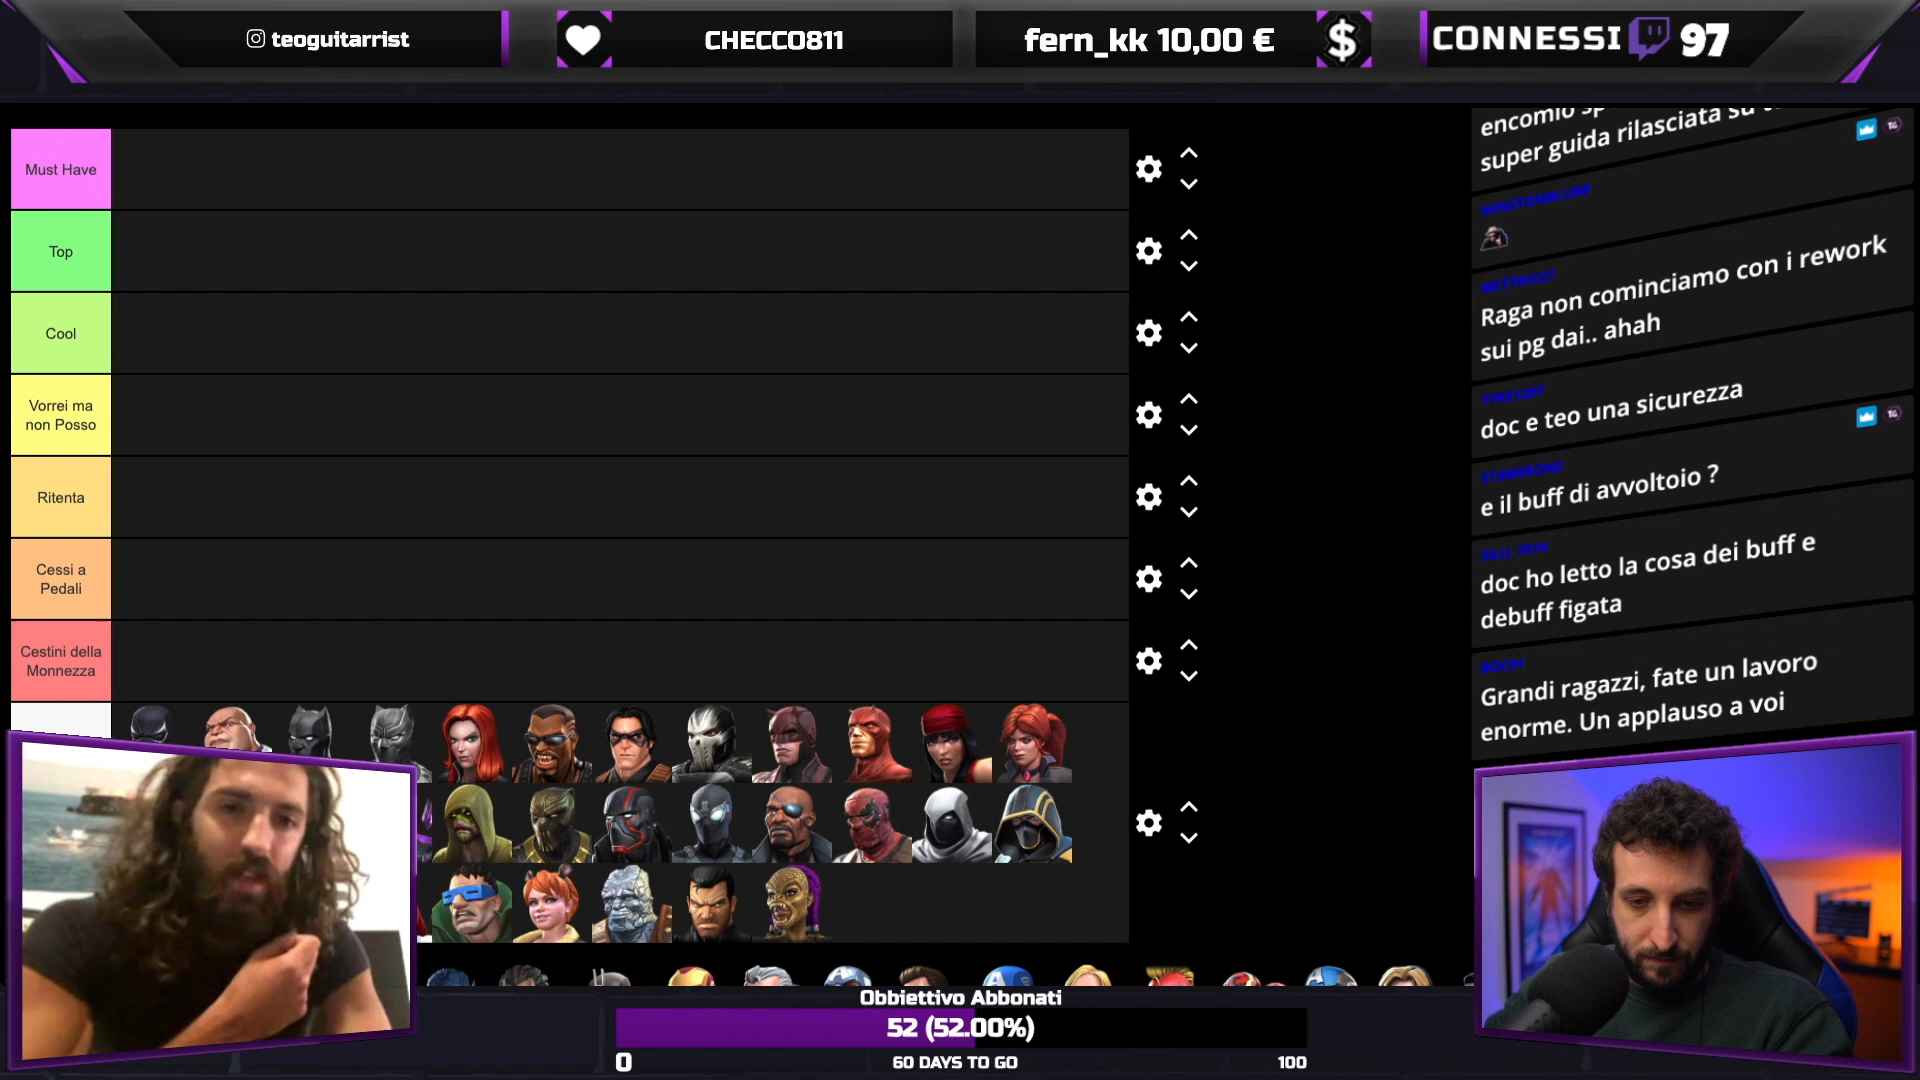 teoguitarrist
CHECCO811
fern_kk 10,00 €
CONNESSI 97
Must Have
Top
Cool
Vorrei ma
non Posso
Ritenta
Cessi a
Pedali
Cestini della
Monnezza
encomio
super guida rilasciata su
WINSTONBLUBB
Raga non cominciamo con i rework
sui pg dai.. ahah
doc e teo una sicurezza
e il buff di avvoltoio ?
doc ho letto la cosa dei buff e
debuff figata
Grandi ragazzi, fate un lavoro
enorme. Un applauso a voi
Obbiettivo Abbonati
52 (52.00%)
0
60 DAYS TO GO
100